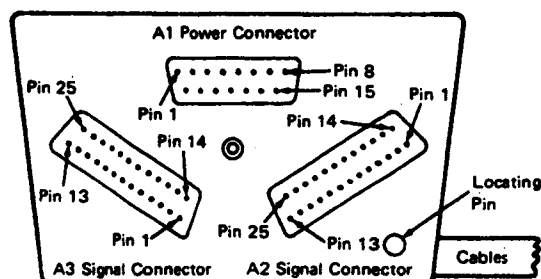 A1 Power Connector
Pin 8
Pin 15
Pin 1
Pin 25
Pin 14
Pin 13
Pin 1
A3 Signal Connector
Pin 1
Pin 14
Pin 25
Pin 13
A2 Signal Connector
Locating
Pin
Cables